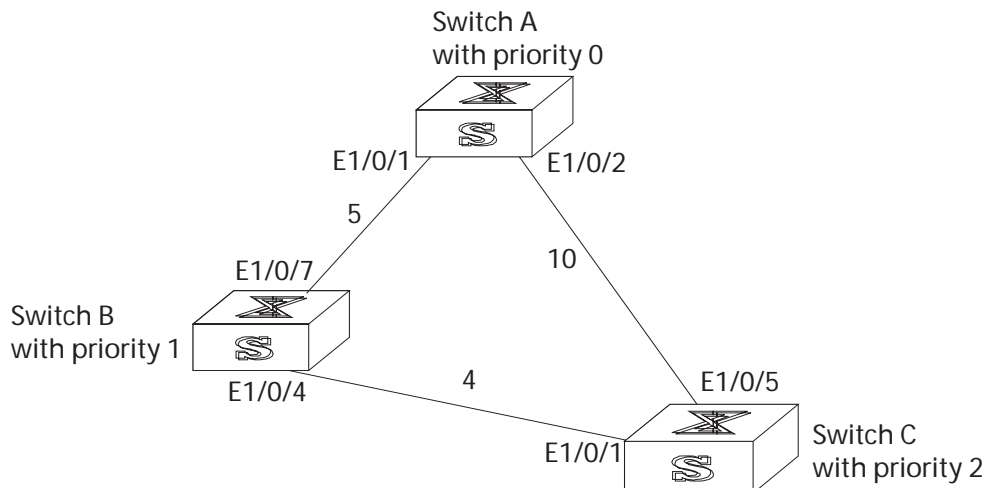 Switch A
with priority 0
S
E1/0/1
E1/0/2
5
10
E1/0/7
Switch B
with priority 1
S
E1/0/4
4
E1/0/5
E1/0/1
S
Switch C
with priority 2